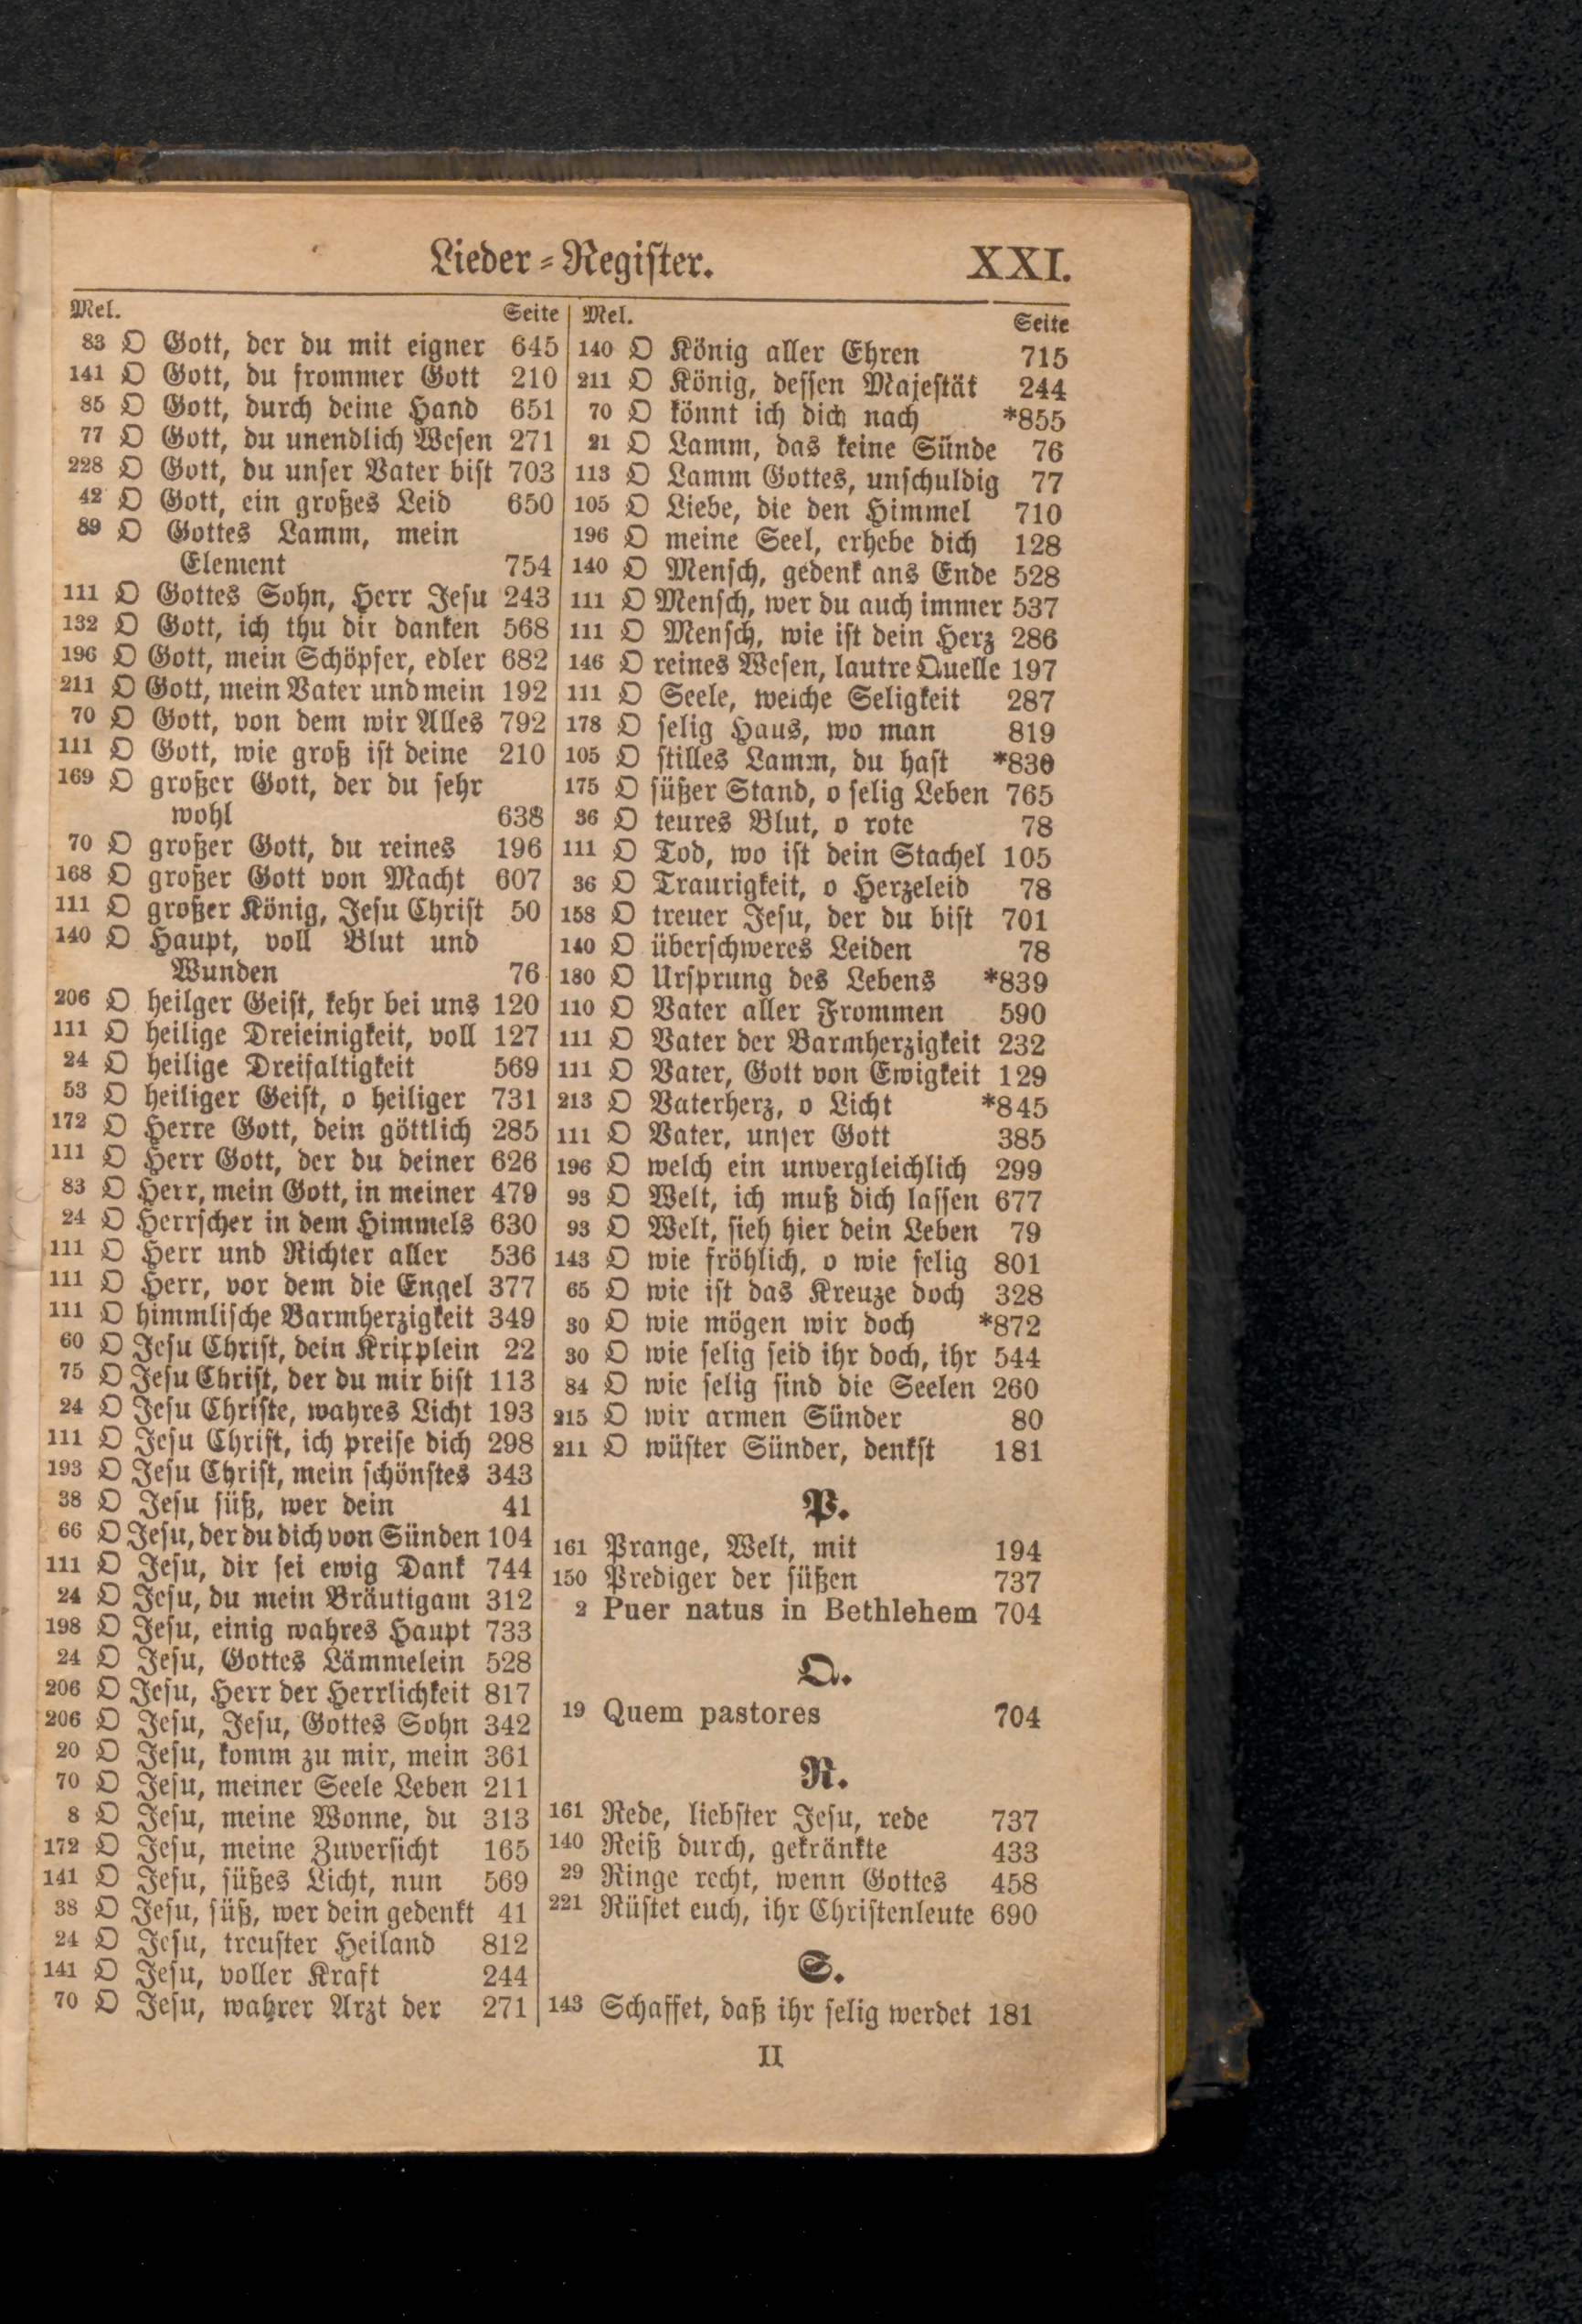 Lieder-Register. XXI.
Mel. Seite
83 O Gott, der du mit eigner 645
141 O Gott, du frommer Gott 210
85 O Gott, durch deine Hand 651
77 O Gott, du unendlich Wesen 271
228 O Gott, du unser Vater bist 703
42 O Gott, ein großes Leid 650
89 O Gottes Lamm, mein
Element 754
111 O Gottes Sohn, Herr Jesu 243
132 O Gott, ich thu dir danken 568
196 O Gott, mein Schöpfer, edler 682
211 O Gott, mein Vater und mein 192
70 O Gott, von dem wir Alles 792
111 O Gott, wie groß ist deine 210
169 O großer Gott, der du sehr
wohl 638
70 O großer Gott, du reines 196
168 O großer Gott von Macht 607
111 O großer König, Jesu Christ 50
140 O Haupt, voll Blut und
Wunden 76
206 O heilger Geist, kehr bei uns 120
111 O heilige Dreieinigkeit, voll 127
24 O heilige Dreifaltigkeit 569
53 O heiliger Geist, o heiliger 731
172 O Herre Gott, dein göttlich 285
111 O Herr Gott, der du deiner 626
83 O Herr, mein Gott, in meiner 479
24 O Herrscher in dem Himmels 630
111 O Herr und Richter aller 536
111 O Herr, vor dem die Engel 377
111 O himmlische Barmherzigkeit 349
60 O Jesu Christ, dein Kripplein 22
75 O Jesu Christ, der du mir bist 113
24 O Jesu Christe, wahres Licht 193
111 O Jesu Christ, ich preise dich 298
193 O Jesu Christ, mein schönstes 343
38 O Jesu süß, wer dein 41
66 O Jesu, der du dich von Sünden 104
111 O Jesu, dir sei ewig Dank 744
24 O Jesu, du mein Bräutigam 312
198 O Jesu, einig wahres Haupt 733
24 O Jesu, Gottes Lämmelein 528
206 O Jesu, Herr der Herrlichkeit 817
206 O Jesu, Jesu, Gottes Sohn 342
20 O Jesu, komm zu mir, mein 361
70 O Jesu, meiner Seele Leben 211
8 O Jesu, meine Wonne, du 313
172 O Jesu, meine Zuversicht 165
141 O Jesu, süßes Licht, nun 569
38 O Jesu, süß, wer dein gedenkt 41
24 O Jesu, treuster Heiland 812
141 O Jesu, voller Kraft 244
70 O Jesu, wahrer Arzt der 271
Mel. Seite
140 O König aller Ehren 715
211 O König, dessen Majestät 244
70 O könnt ich dich nach *855
21 O Lamm, das keine Sünde 76
113 O Lamm Gottes, unschuldig 77
105 O Liebe, die den Himmel 710
196 O meine Seel, erhebe dich 128
140 O Mensch, gedenk ans Ende 528
111 O Mensch, wer du auch immer 537
111 O Mensch, wie ist dein Herz 286
146 O reines Wesen, lautre Quelle 197
111 O Seele, welche Seligkeit 287
178 O selig Haus, wo man 819
105 O stilles Lamm, du hast *830
175 O süßer Stand, o selig Leben 765
36 O teures Blut, o rote 78
111 O Tod, wo ist dein Stachel 105
36 O Traurigkeit, o Herzeleid 78
158 O treuer Jesu, der du bist 701
140 O überschweres Leiden 78
180 O Ursprung des Lebens *839
110 O Vater aller Frommen 590
111 O Vater der Barmherzigkeit 232
111 O Vater, Gott von Ewigkeit 129
213 O Vaterherz, o Licht *845
111 O Vater, unser Gott 385
196 O welch ein unvergleichlich 299
93 O Welt, ich muß dich lassen 677
93 O Welt, sieh hier dein Leben 79
143 O wie fröhlich, o wie selig 801
65 O wie ist das Kreuze doch 328
30 O wie mögen wir doch *872
30 O wie selig seid ihr doch, ihr 544
84 O wie selig sind die Seelen 260
215 O wir armen Sünder 80
211 O wüster Sünder, denkst 181
P.
161 Prange, Welt, mit 194
150 Prediger der süßen 737
2 Puer natus in Bethlehem 704
Q.
19 Quem pastores 704
R.
161 Rede, liebster Jesu, rede 737
140 Reiß durch, gekränkte 433
29 Ringe recht, wenn Gottes 458
221 Rüstet euch, ihr Christenleute 690
S.
143 Schaffet, daß ihr selig werdet 181
II